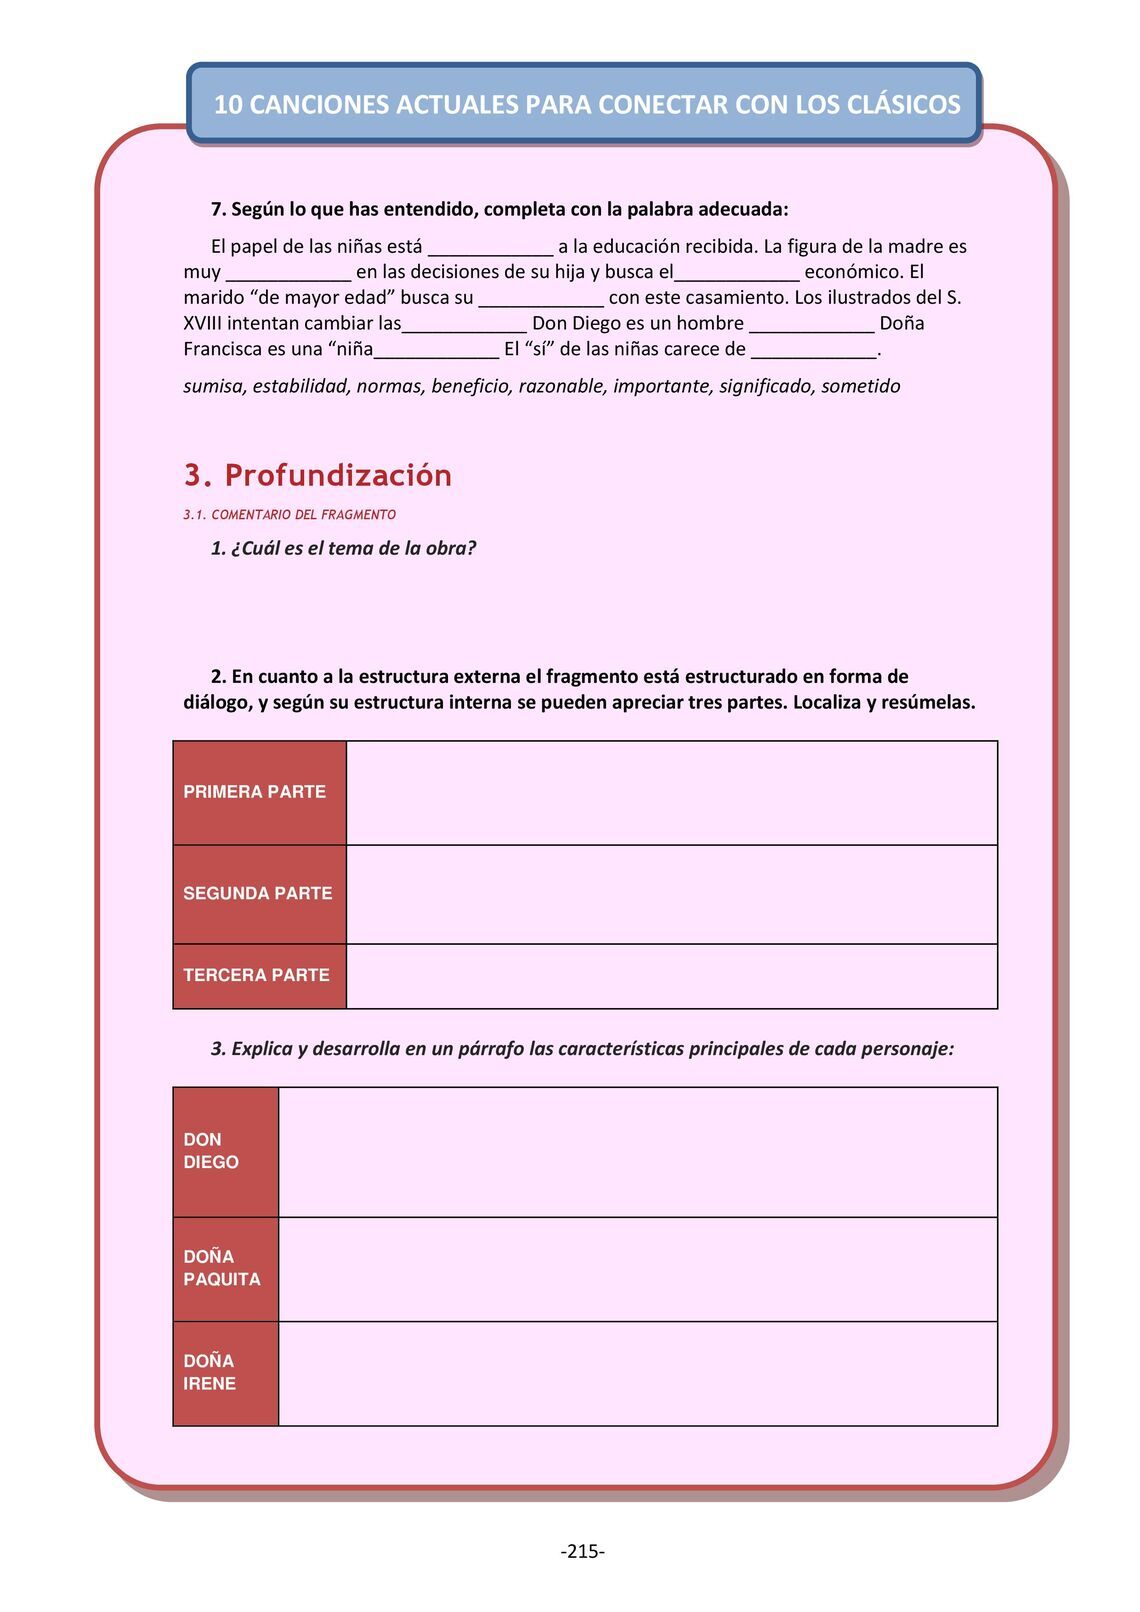 10 CANCIONES ACTUALES PARA CONECTAR CON LOS CLÁSICOS
7. Según lo que has entendido, completa con la palabra adecuada:
El papel de las niñas está ____________ a la educación recibida. La figura de la madre es
muy ____________ en las decisiones de su hija y busca el____________ económico. El
marido “de mayor edad” busca su ____________ con este casamiento. Los ilustrados del S.
XVIII intentan cambiar las____________ Don Diego es un hombre ____________ Doña
Francisca es una “niña____________ El “sí” de las niñas carece de ____________.
sumisa, estabilidad, normas, beneficio, razonable, importante, significado, sometido
3. Profundización
3.1. COMENTARIO DEL FRAGMENTO
1. ¿Cuál es el tema de la obra?
2. En cuanto a la estructura externa el fragmento está estructurado en forma de
diálogo, y según su estructura interna se pueden apreciar tres partes. Localiza y resúmelas.
PRIMERA PARTE
SEGUNDA PARTE
TERCERA PARTE
3. Explica y desarrolla en un párrafo las características principales de cada personaje:
DON
DIEGO
DOÑA
PAQUITA
DOÑA
IRENE
-215-